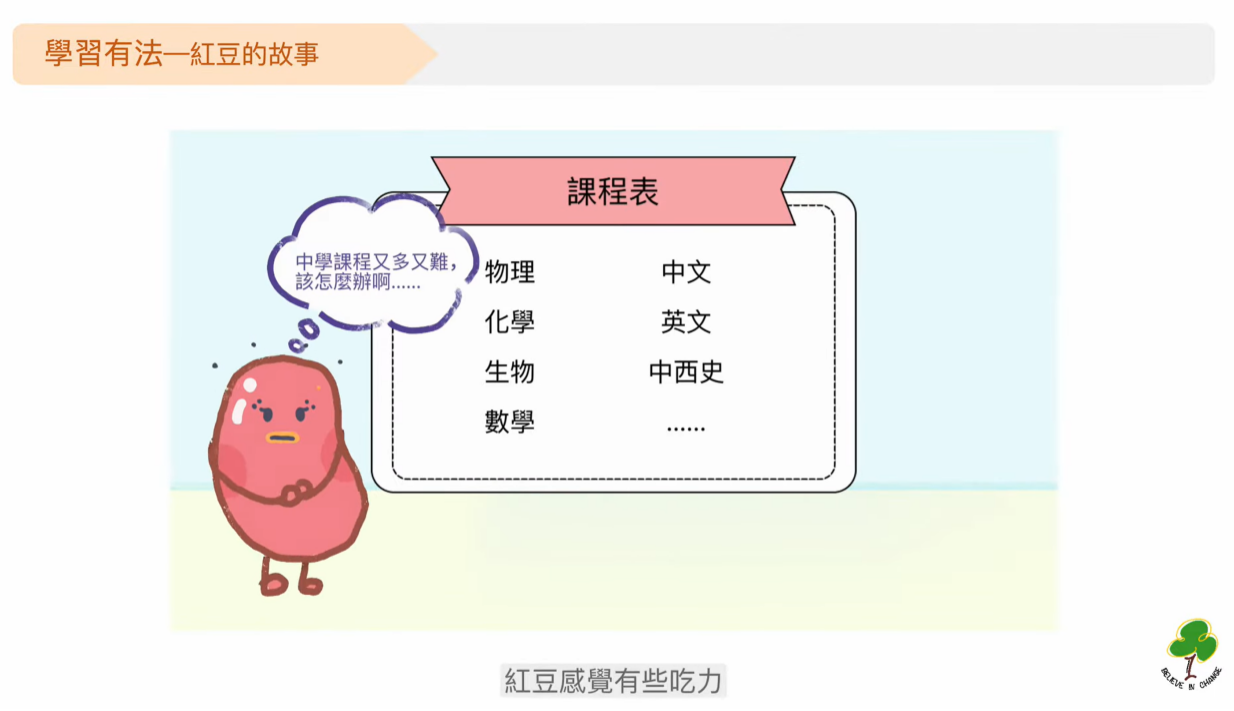 學習有法—紅豆的故事
課程表
中學課程又多又難,
該怎麼辦啊......
物理 中文
化學 英文
生物 中西史
數學 ......
紅豆感覺有些吃力
BELIEVE IN CHANGE